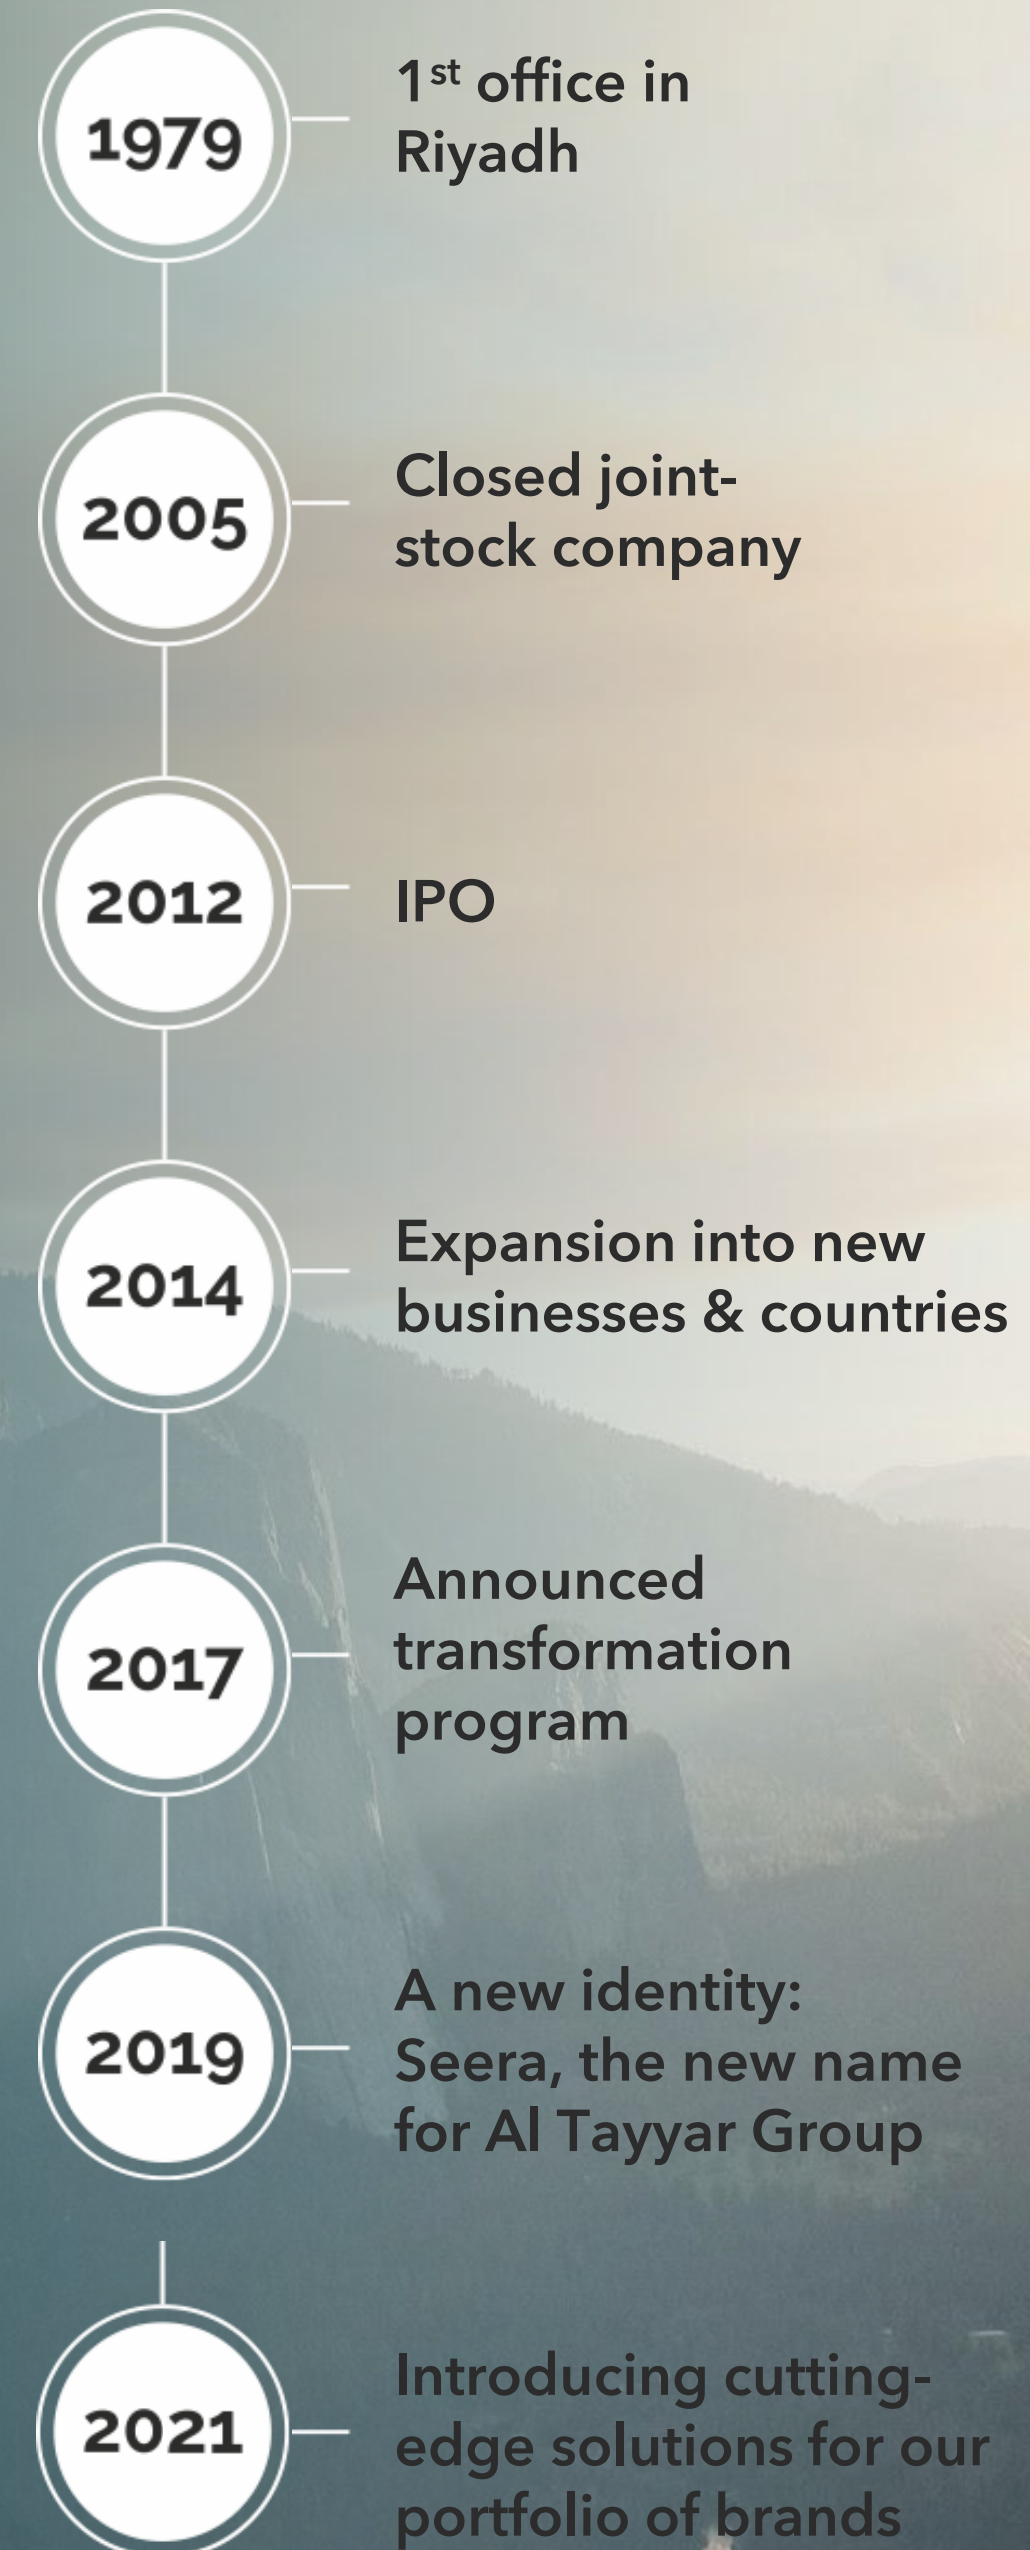 1979
1st office in
Riyadh
2005
Closed joint-
stock company
2012
IPO
2014
Expansion into new
businesses & countries
2017
Announced
transformation
program
2019
A new identity:
Seera, the new name
for Al Tayyar Group
2021
Introducing cutting-
edge solutions for our
portfolio of brands